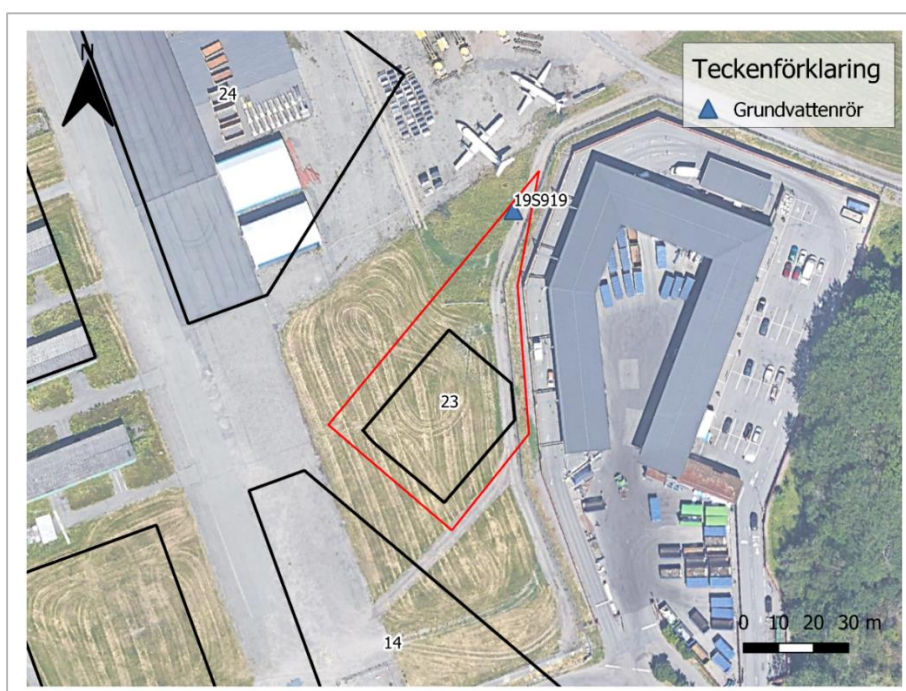 N
Teckenförklaring
Grundvattenrör
24
19S919
23
14
0 10 20 30 m